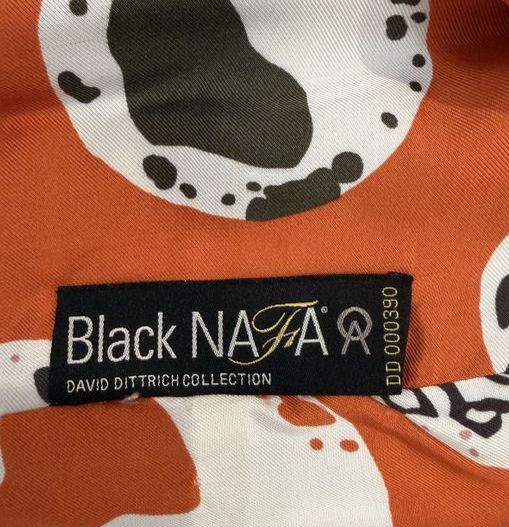 Black NAFA®
DAVID DITTRICH COLLECTION
DD 000390